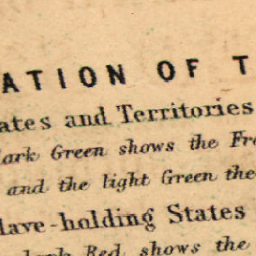 ATION OF T
ates and Territories
ark Green shows the Fr
and the light Green the
lave-holding States
Red, shows the